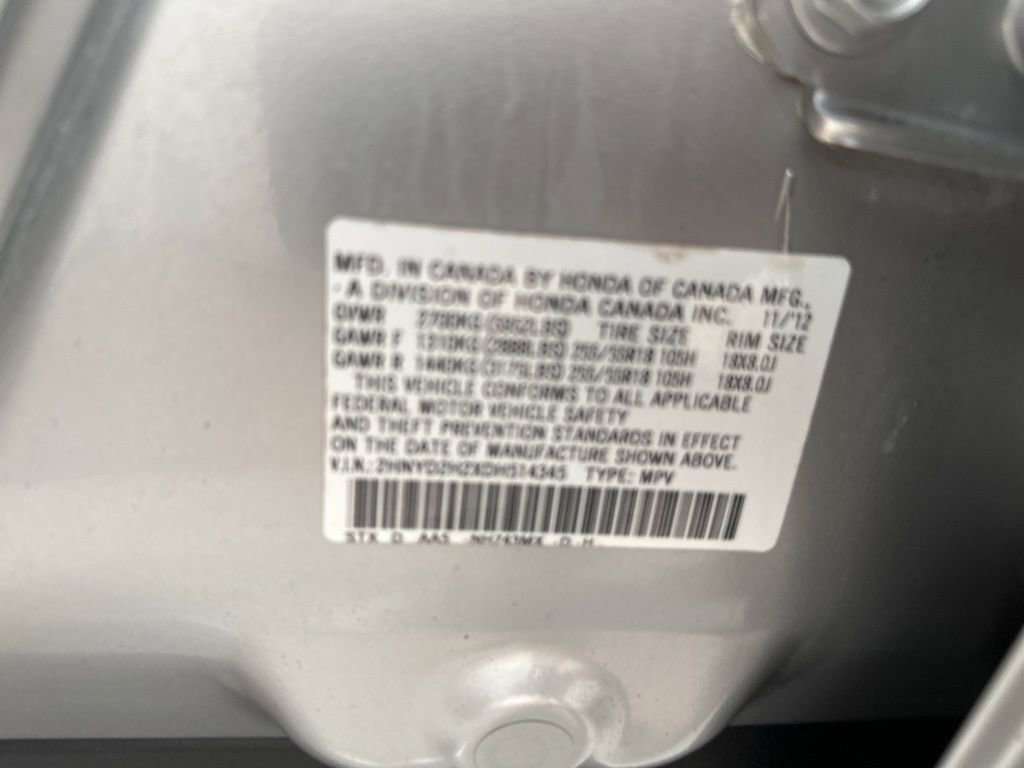 MFD. IN CANADA BY HONDA OF CANADA MFG.,
A DIVISION OF HONDA CANADA INC. 11/'12
GVWR 2700KG(5952LBS) TIRE SIZE RIM SIZE
GAWR F 1310KG(2888LBS) 255/55R18 105H 18X8.0J
GAWR R 1440KG(3175LBS) 255/55R18 105H 18X8.0J
THIS VEHICLE CONFORMS TO ALL APPLICABLE
FEDERAL MOTOR VEHICLE SAFETY
AND THEFT PREVENTION STANDARDS IN EFFECT
ON THE DATE OF MANUFACTURE SHOWN ABOVE.
V.I.N.: 2HNYD2H2XDH514345 TYPE: MPV
STX D